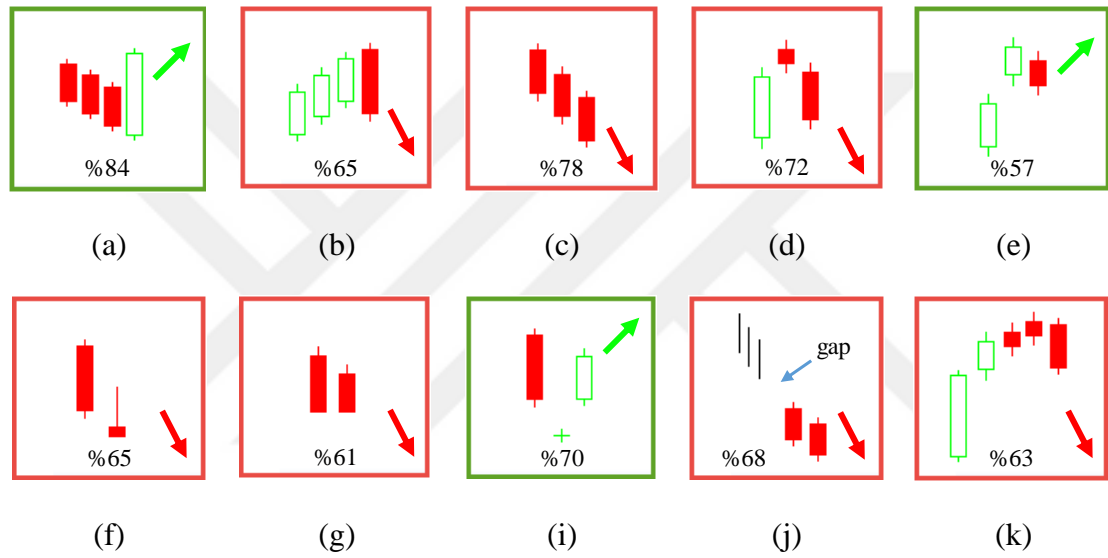 %84 %65 %78 %72 %57
(a) (b) (c) (d) (e)
gap
%65 %61 %70 %68 %63
(f) (g) (i) (j) (k)